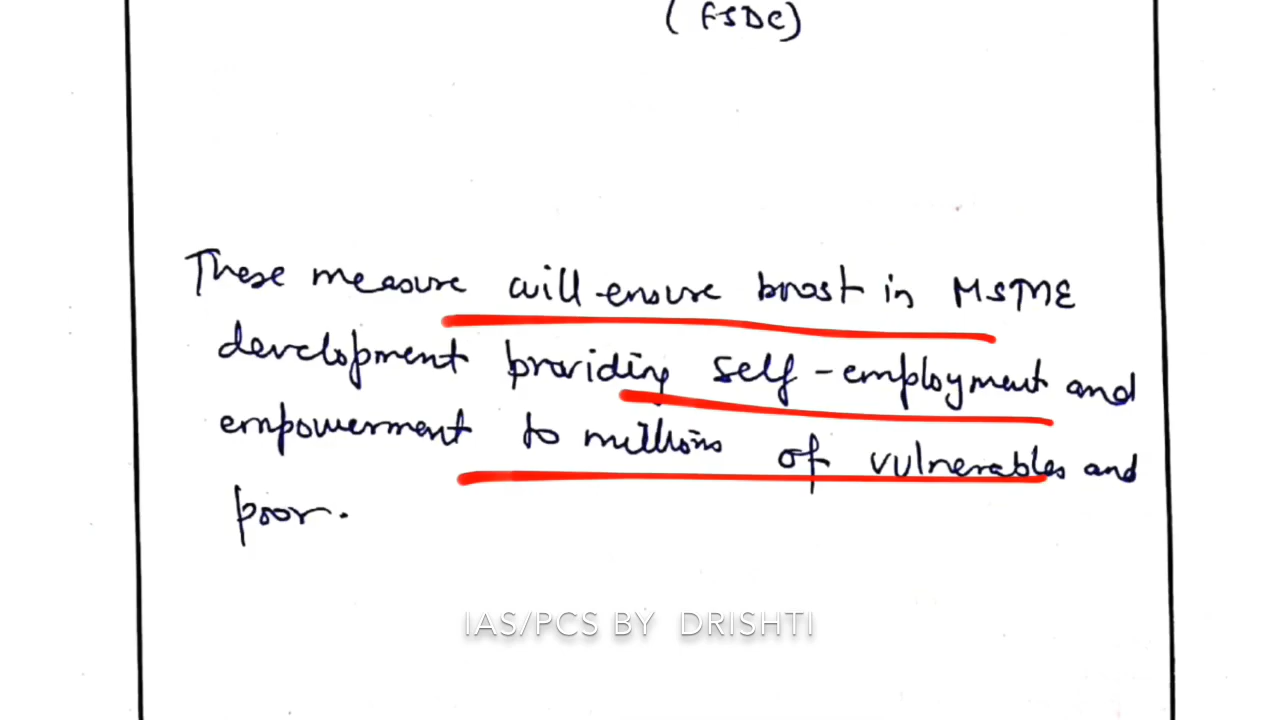 ( FSDC)
These measure will ensure boost in MSME
development providing self-employment and
empowerment to millions of vulnerables and
poor.
IAS/PCS BY DRISHTI